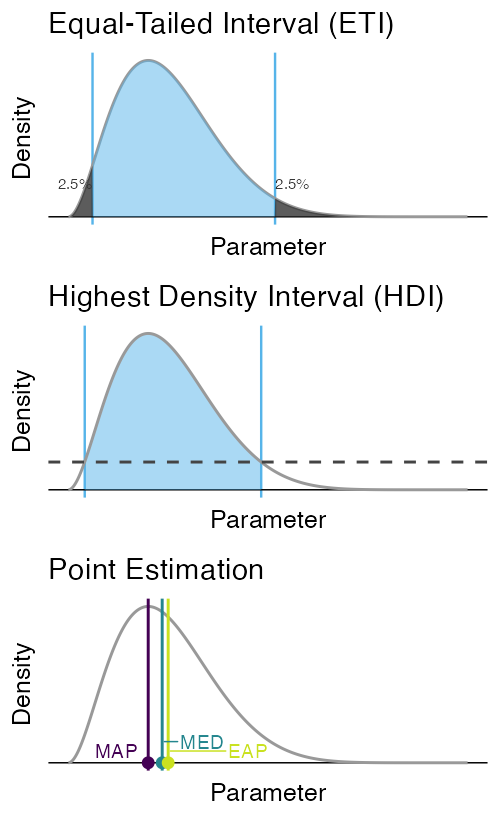 Equal-Tailed Interval (ETI)
Density
2.5%
2.5%
Parameter
Highest Density Interval (HDI)
Density
Parameter
Point Estimation
Density
MED
MAP
EAP
Parameter